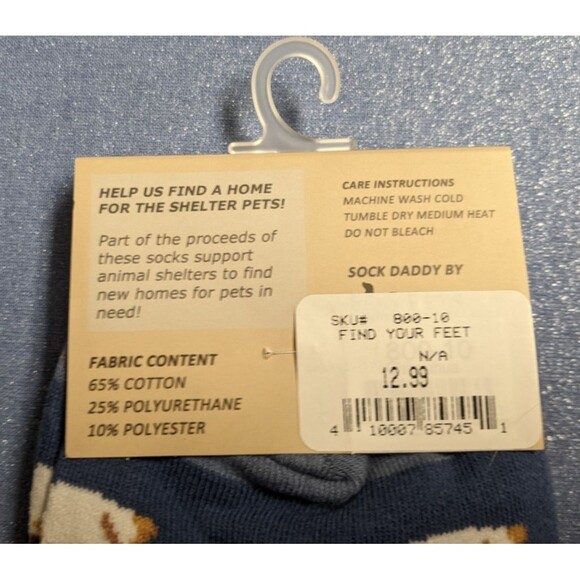 HELP US FIND A HOME
FOR THE SHELTER PETS!
Part of the proceeds of
these socks support
animal shelters to find
new homes for pets in
need!
FABRIC CONTENT
65% COTTON
25% POLYURETHANE
10% POLYESTER
CARE INSTRUCTIONS
MACHINE WASH COLD
TUMBLE DRY MEDIUM HEAT
DO NOT BLEACH
SOCK DADDY BY
SKU# 800-10
FIND YOUR FEET
N/A
12.99
4 10007 85745 1